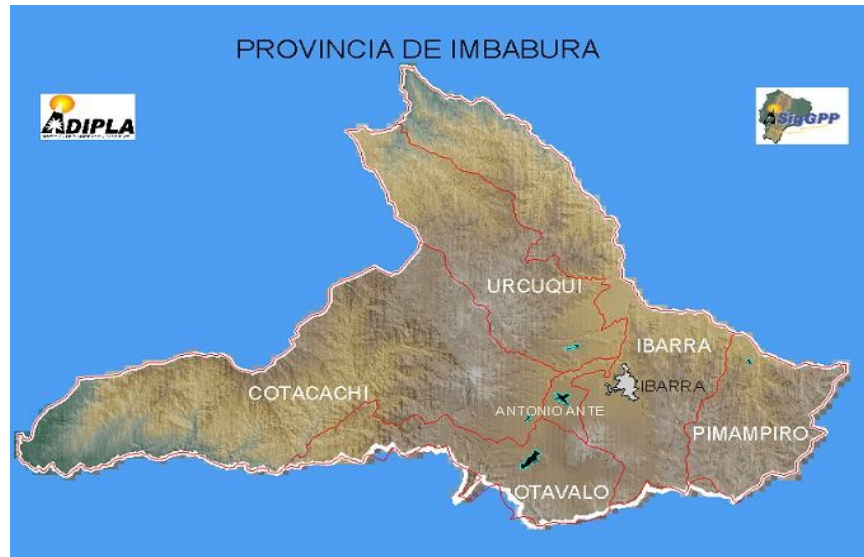 PROVINCIA DE IMBABURA
ADIPLA
SigGPP
URCUQUI
IBARRA
COTACACHI
IBARRA
ANTONIO ANTE
PIMAMPIRO
OTAVALO